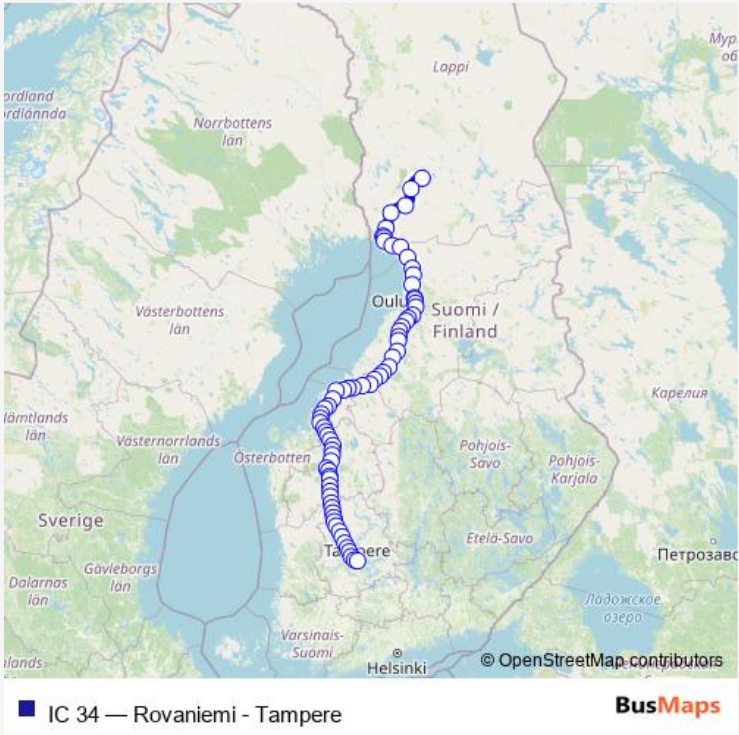 Мур
об
Lappi
ordland
ordlánnda
Norrbottens
län
Oulu
Suomi /
Finland
Västerbottens
län
Карелия
lämtlands
län
Västernorrlands
län
Österbotten
Pohjois-
Savo
Pohjois-
Karjala
Sverige
Tampere
Etelä-Savo
Петрозаво
Dalarnas
län
Gävleborgs
län
Ладожское
озеро
Varsinais-
Suomi
Helsinki
nlands
© OpenStreetMap contributors
IC 34 — Rovaniemi - Tampere
BusMaps